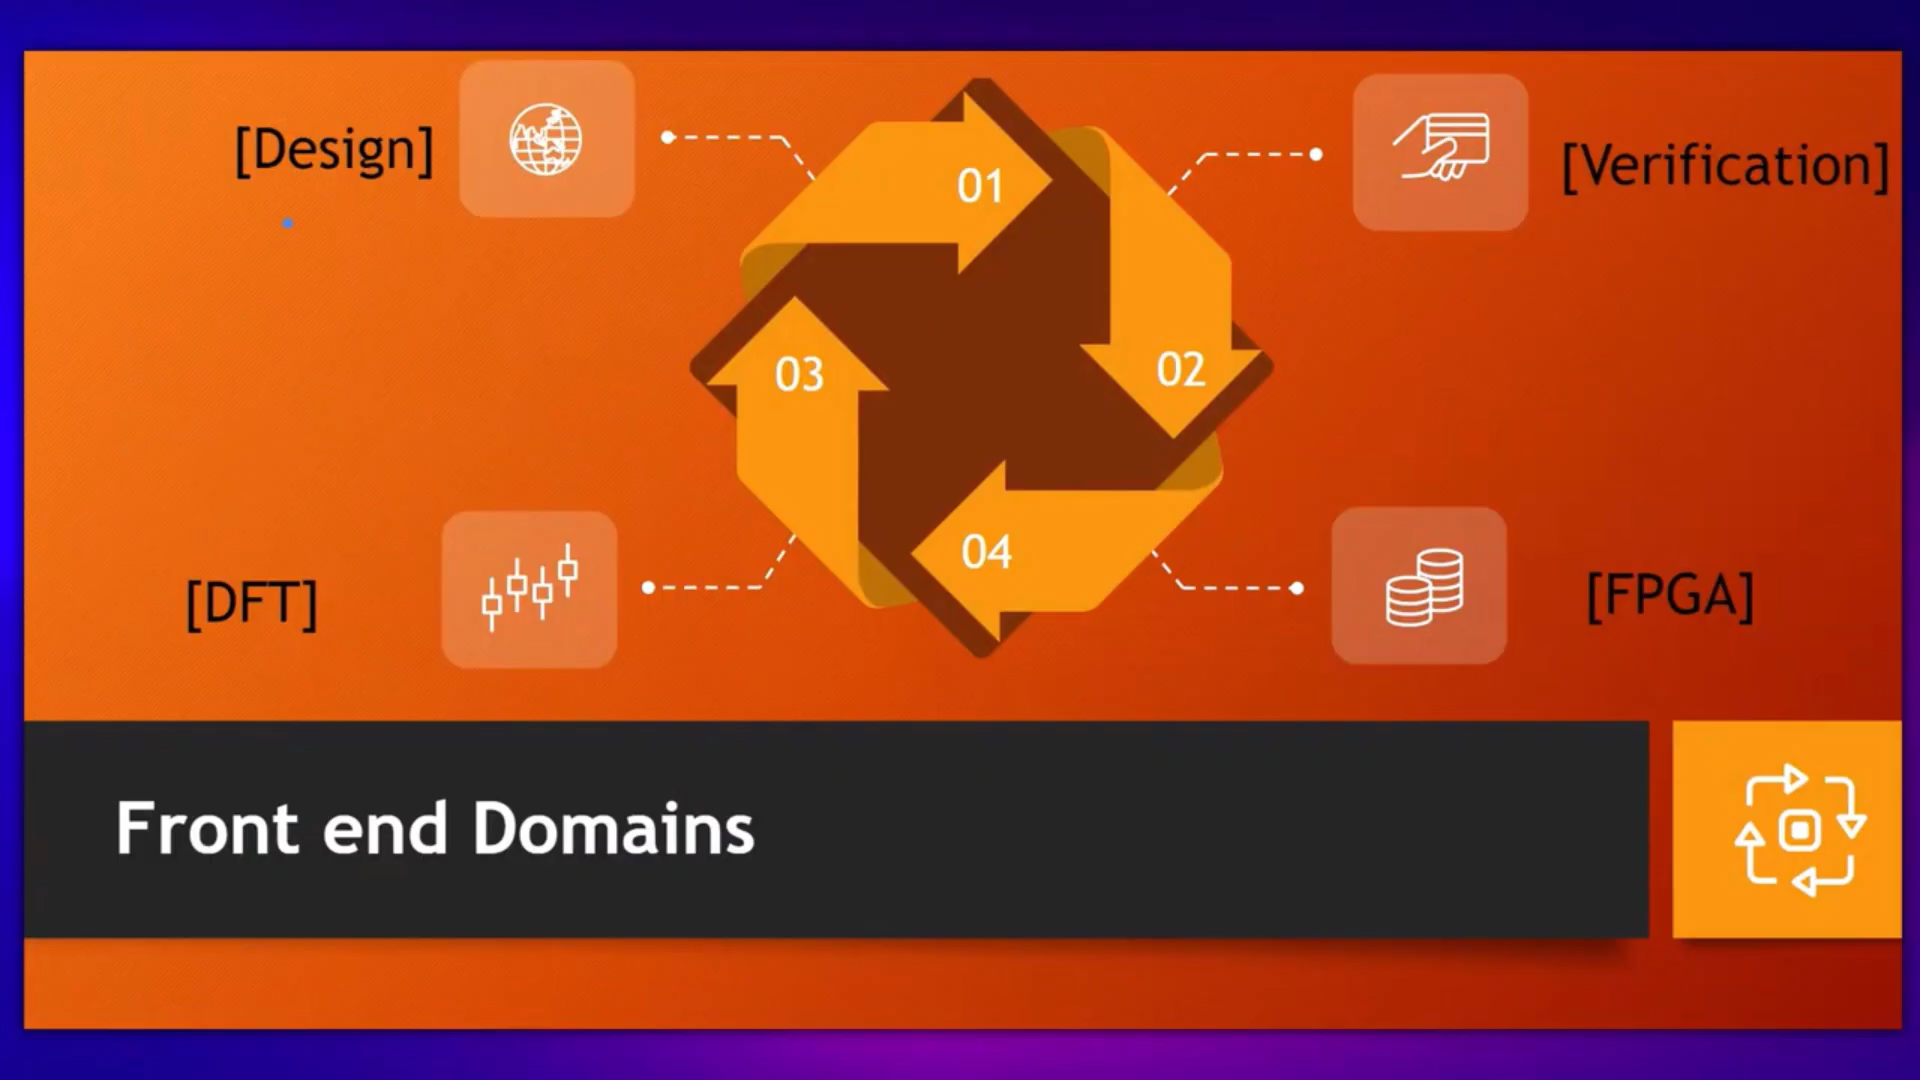 [Design]
01
[Verification]
03
02
[DFT]
04
[FPGA]
Front end Domains